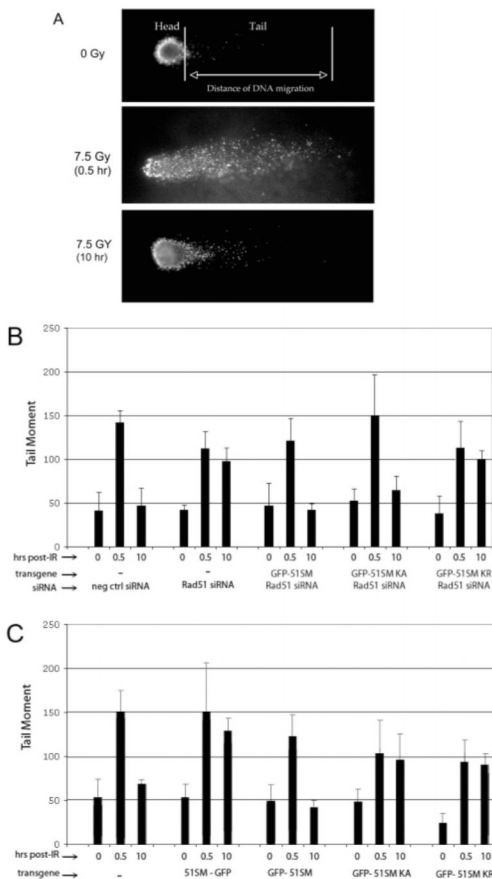 A
Head Tail
0 Gy
Distance of DNA migration
7.5 Gy
(0.5 hr)
7.5 GY
(10 hr)
B
250
200
150
100
50
0
Tail Moment
0 0.5 10 0 0.5 10 0 0.5 10 0 0.5 10 0 0.5 10
hrs post-IR
transgene - - GFP-51SM GFP-51SM KA GFP-51SM KR
siRNA neg ctrl siRNA Rad51 siRNA Rad51 siRNA Rad51 siRNA Rad51 siRNA
C
250
200
150
100
50
0
Tail Moment
hrs post-IR 0 0.5 10 0 0.5 10 0 0.5 10 0 0.5 10 0 0.5 10
transgene - 51SM - GFP GFP- 51SM GFP- 51SM KA GFP- 51SM KR